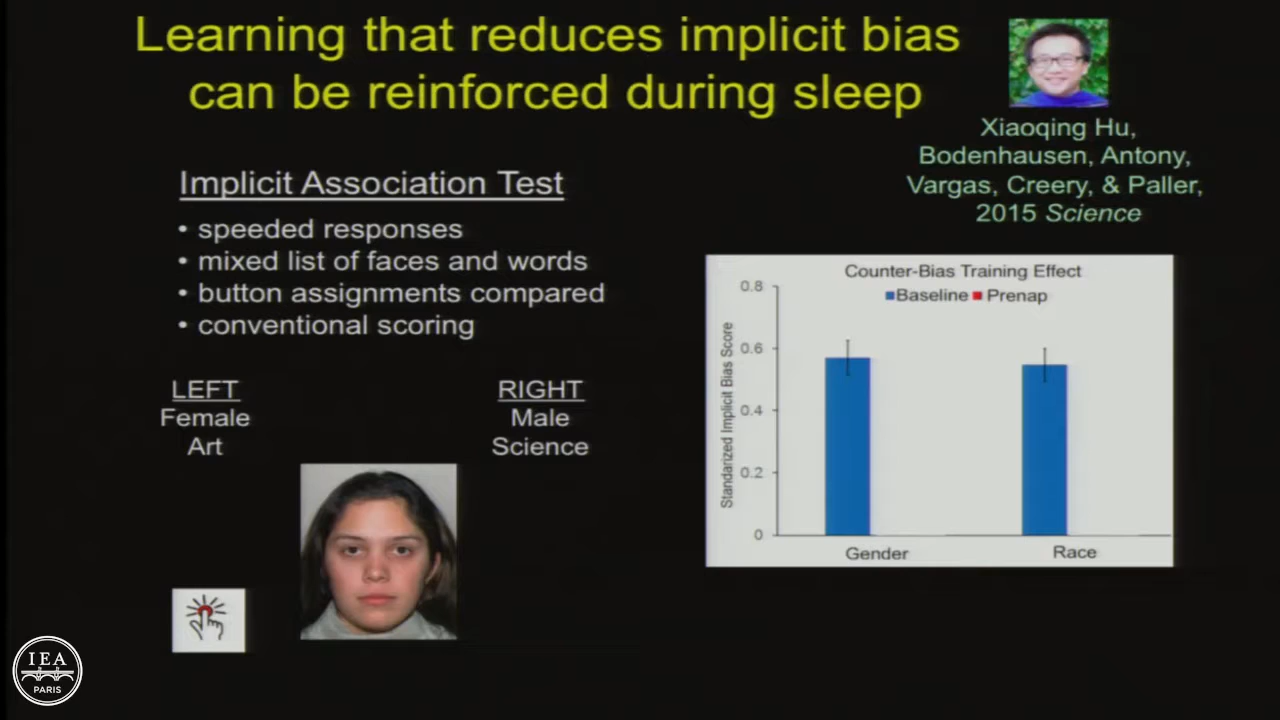 Learning that reduces implicit bias
can be reinforced during sleep
Xiaoqing Hu,
Bodenhausen, Antony,
Vargas, Creery, & Paller,
2015 Science
Implicit Association Test
• speeded responses
• mixed list of faces and words
• button assignments compared
• conventional scoring
LEFT
Female
Art
RIGHT
Male
Science
Counter-Bias Training Effect
Baseline Prenap
Standarized Implicit Bias Score
0.8
0.6
0.4
0.2
0
Gender Race
IEA
PARIS